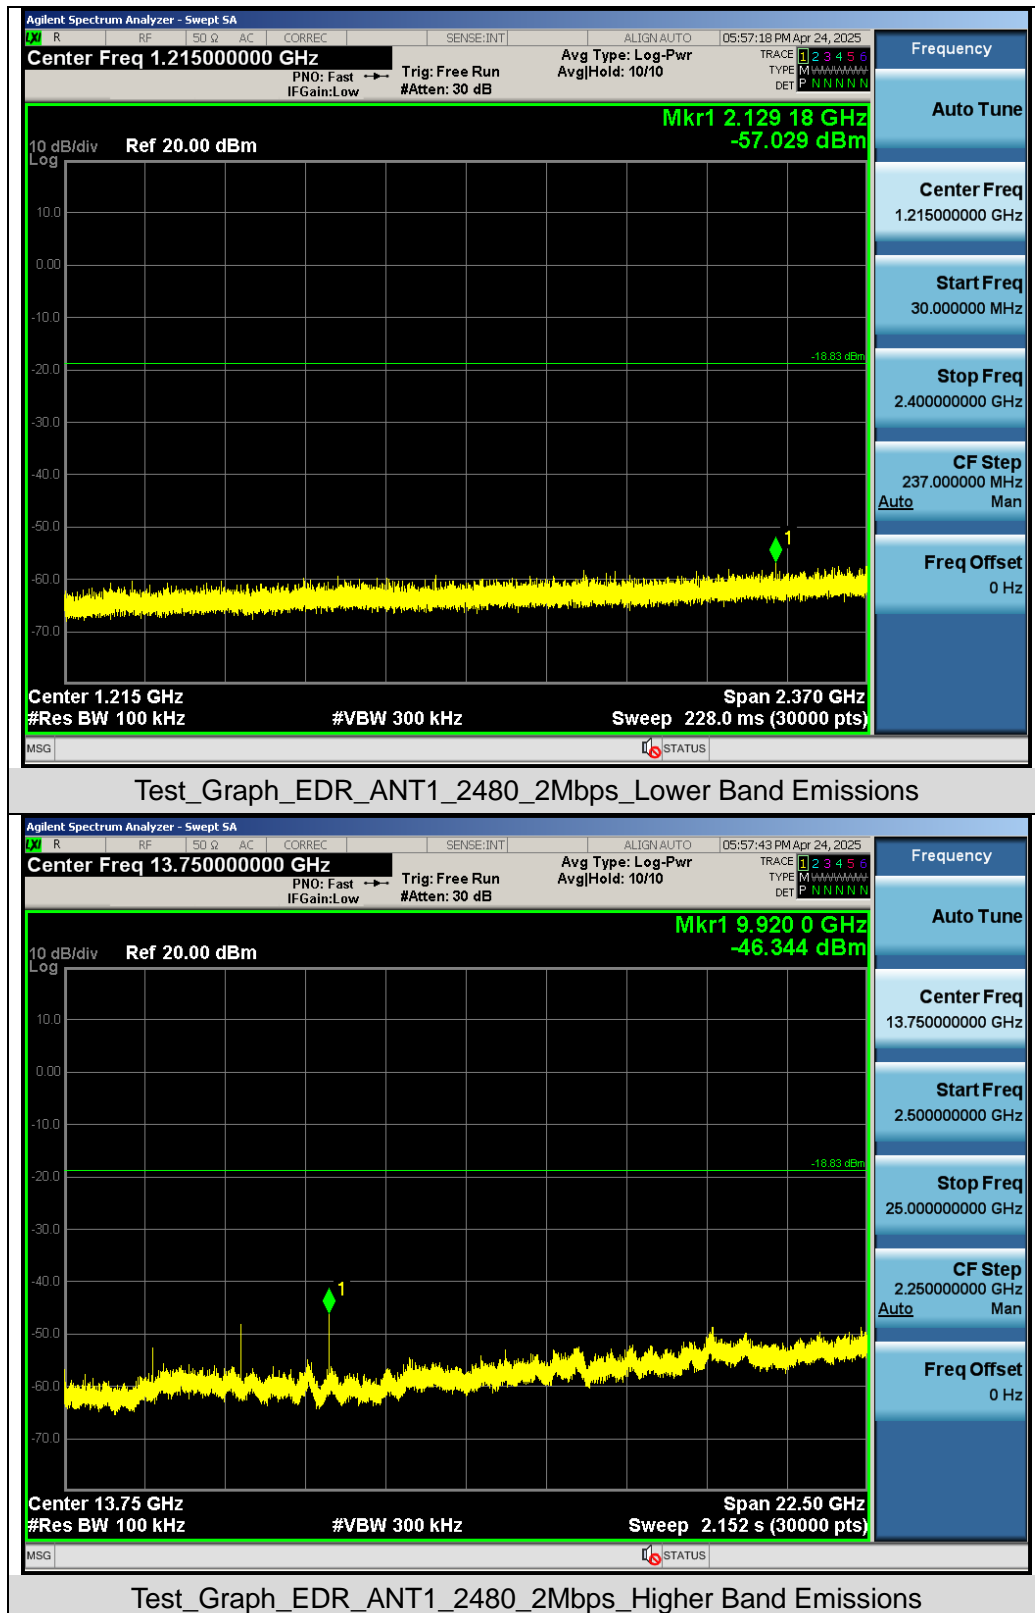 Agilent Spectrum Analyzer - Swept SA
LXI R RF 50 Ω AC CORREC SENSE:INT ALIGN AUTO 05:57:18 PM Apr 24, 2025
Center Freq 1.215000000 GHz
PNO: Fast Trig: Free Run
IFGain:Low #Atten: 30 dB
Avg Type: Log-Pwr
Avg|Hold: 10/10
TRACE 1 2 3 4 5 6
TYPE M WWWWW
DET P N N N N N
Mkr1 2.129 18 GHz
-57.029 dBm
10 dB/div Ref 20.00 dBm
Log
10.0
0.00
-10.0
-18.83 dBm
-20.0
-30.0
-40.0
-50.0
1
-60.0
-70.0
Center 1.215 GHz Span 2.370 GHz
#Res BW 100 kHz #VBW 300 kHz Sweep 228.0 ms (30000 pts)
MSG STATUS
Frequency
Auto Tune
Center Freq
1.215000000 GHz
Start Freq
30.000000 MHz
Stop Freq
2.400000000 GHz
CF Step
237.000000 MHz
Auto Man
Freq Offset
0 Hz
Test_Graph_EDR_ANT1_2480_2Mbps_Lower Band Emissions
Agilent Spectrum Analyzer - Swept SA
LXI R RF 50 Ω AC CORREC SENSE:INT ALIGN AUTO 05:57:43 PM Apr 24, 2025
Center Freq 13.750000000 GHz
PNO: Fast Trig: Free Run
IFGain:Low #Atten: 30 dB
Avg Type: Log-Pwr
Avg|Hold: 10/10
TRACE 1 2 3 4 5 6
TYPE M WWWWW
DET P N N N N N
Mkr1 9.920 0 GHz
-46.344 dBm
10 dB/div Ref 20.00 dBm
Log
10.0
0.00
-10.0
-18.83 dBm
-20.0
-30.0
-40.0
1
-50.0
-60.0
-70.0
Center 13.75 GHz Span 22.50 GHz
#Res BW 100 kHz #VBW 300 kHz Sweep 2.152 s (30000 pts)
MSG STATUS
Frequency
Auto Tune
Center Freq
13.750000000 GHz
Start Freq
2.500000000 GHz
Stop Freq
25.000000000 GHz
CF Step
2.250000000 GHz
Auto Man
Freq Offset
0 Hz
Test_Graph_EDR_ANT1_2480_2Mbps_Higher Band Emissions